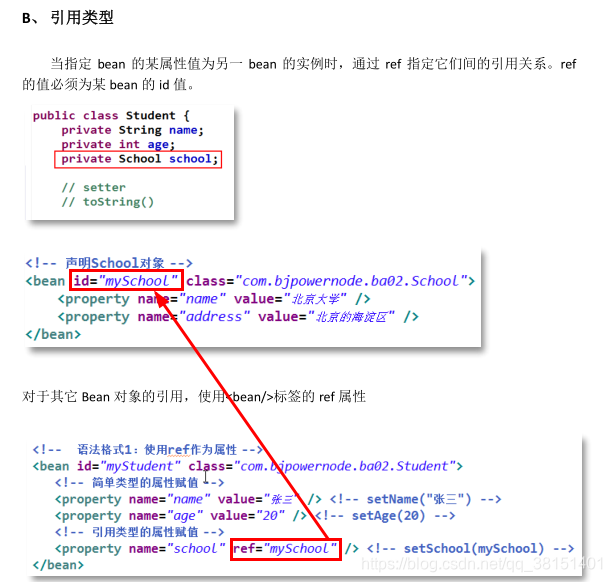 B、 引用类型
当指定 bean 的某属性值为另一 bean 的实例时，通过 ref 指定它们间的引用关系。ref
的值必须为某 bean 的 id 值。
public class Student {
private String name;
private int age;
private School school;
// setter
// toString()
<!-- 声明School对象 -->
<bean id="mySchool" class="com.bjpowernode.ba02.School">
<property name="name" value="北京大学" />
<property name="address" value="北京的海淀区" />
</bean>
对于其它 Bean 对象的引用，使用<bean/>标签的 ref 属性
<!-- 语法格式1：使用ref作为属性 -->
<bean id="myStudent" class="com.bjpowernode.ba02.Student">
<!-- 简单类型的属性赋值 -->
<property name="name" value="张三" /> <!-- setName("张三") -->
<property name="age" value="20" /> <!-- setAge(20) -->
<!-- 引用类型的属性赋值 -->
<property name="school" ref="mySchool" /> <!-- setSchool(mySchool) -->
</bean>
https://blog.csdn.net/qq_38151401